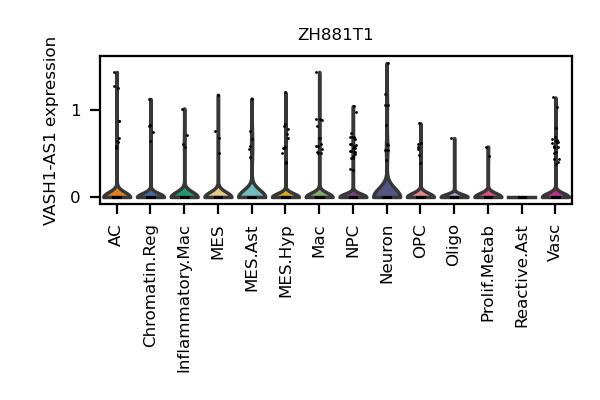 ZH881T1
VASH1-AS1 expression
1
0
AC
Chromatin.Reg
Inflammatory.Mac
MES
MES.Ast
MES.Hyp
Mac
NPC
Neuron
OPC
Oligo
Prolif.Metab
Reactive.Ast
Vasc